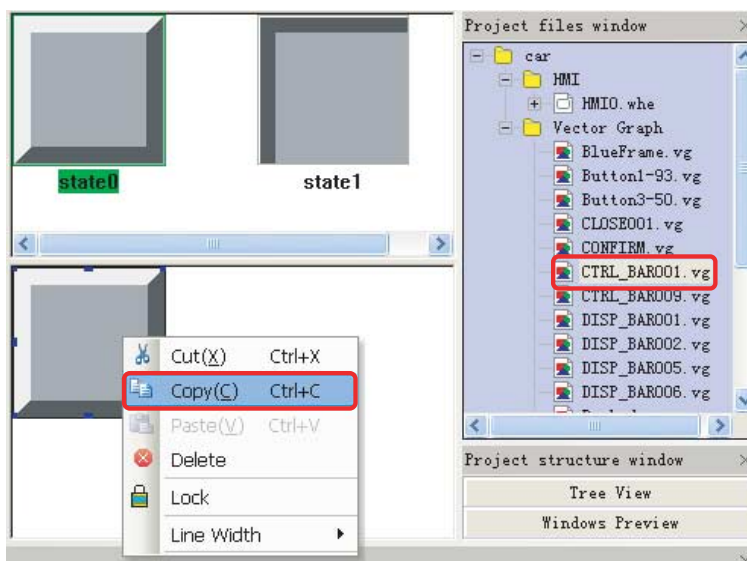 state0
state1
Cut(X) Ctrl+X
Copy(C) Ctrl+C
Paste(V) Ctrl+V
Delete
Lock
Line Width
Project files window
car
HMI
HMI0.whe
Vector Graph
BlueFrame.vg
Button1-93.vg
Button3-50.vg
CLOSE001.vg
CONFIRM.vg
CTRL_BAR001.vg
CTRL_BAR009.vg
DISP_BAR001.vg
DISP_BAR002.vg
DISP_BAR005.vg
DISP_BAR006.vg
Project structure window
Tree View
Windows Preview